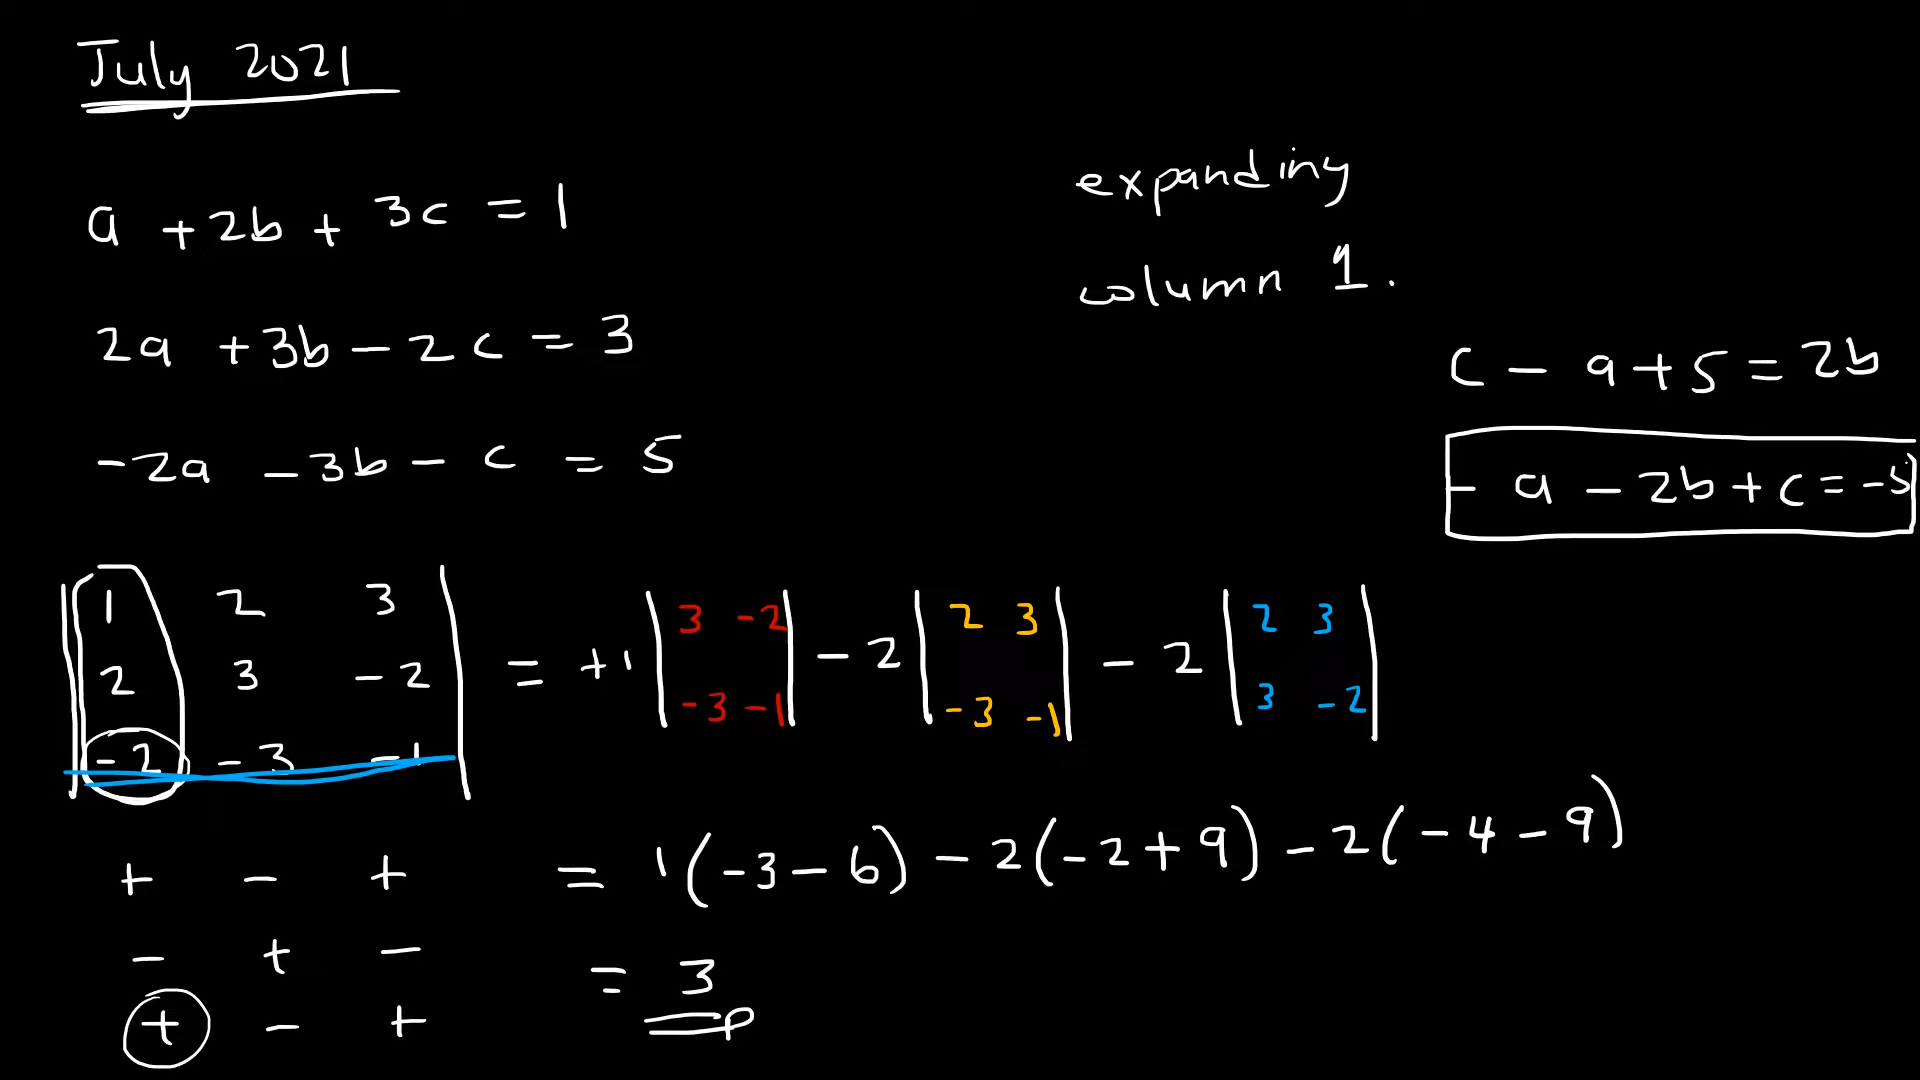 July 2021
a + 2b + 3c = 1
2a + 3b - 2c = 3
-2a - 3b - c = 5
expanding
column 1.
c - a + 5 = 2b
- a - 2b + c = -5
| 1 2 3 |
| 2 3 -2 |
| -2 -3 -1 |
= +1 | 3 -2 | - 2 | 2 3 | - 2 | 2 3 |
| -3 -1 | | -3 -1 | | 3 -2 |
+ - +
- + -
+ - +
= 1(-3 - 6) - 2(-2 + 9) - 2(-4 - 9)
= 3